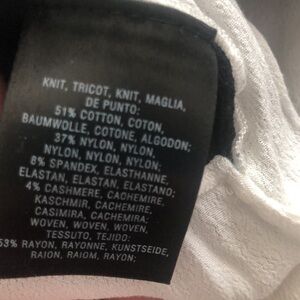 KNIT, TRICOT, KNIT, MAGLIA,
DE PUNTO:
51% COTTON, COTON,
BAUMWOLLE, COTONE, ALGODON;
37% NYLON, NYLON,
NYLON, NYLON, NYLON;
8% SPANDEX, ELASTHANNE,
ELASTAN, ELASTAN, ELASTANO;
4% CASHMERE, CACHEMIRE,
KASCHMIR, CACHEMIRE,
CASIMIRA, CACHEMIRA;
WOVEN, WOVEN, WOVEN
TESSUTO, TEJIDO:
53% RAYON, RAYONNE, KUNSTSEIDE,
RAION, RAIOM, RAYON;